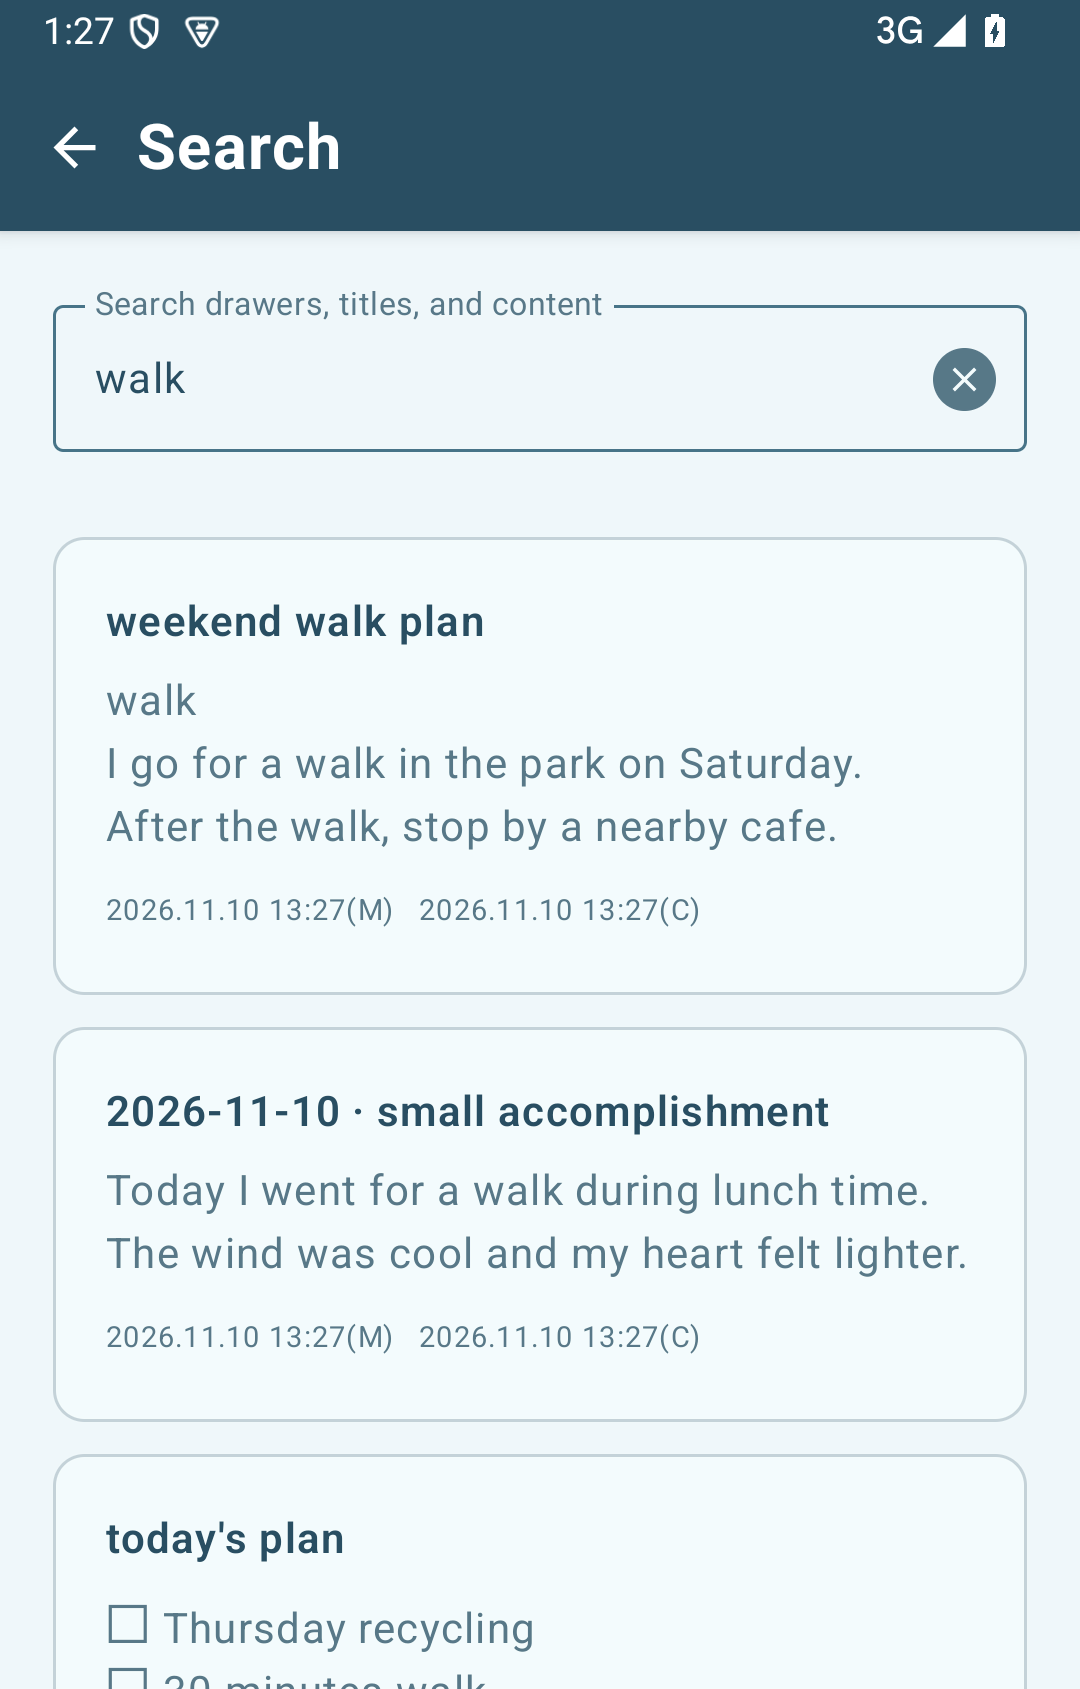 1:27
3G
Search
Search drawers, titles, and content
walk
weekend walk plan
walk
I go for a walk in the park on Saturday.
After the walk, stop by a nearby cafe.
2026.11.10 13:27(M) 2026.11.10 13:27(C)
2026-11-10 · small accomplishment
Today I went for a walk during lunch time.
The wind was cool and my heart felt lighter.
2026.11.10 13:27(M) 2026.11.10 13:27(C)
today's plan
Thursday recycling
minutes walk